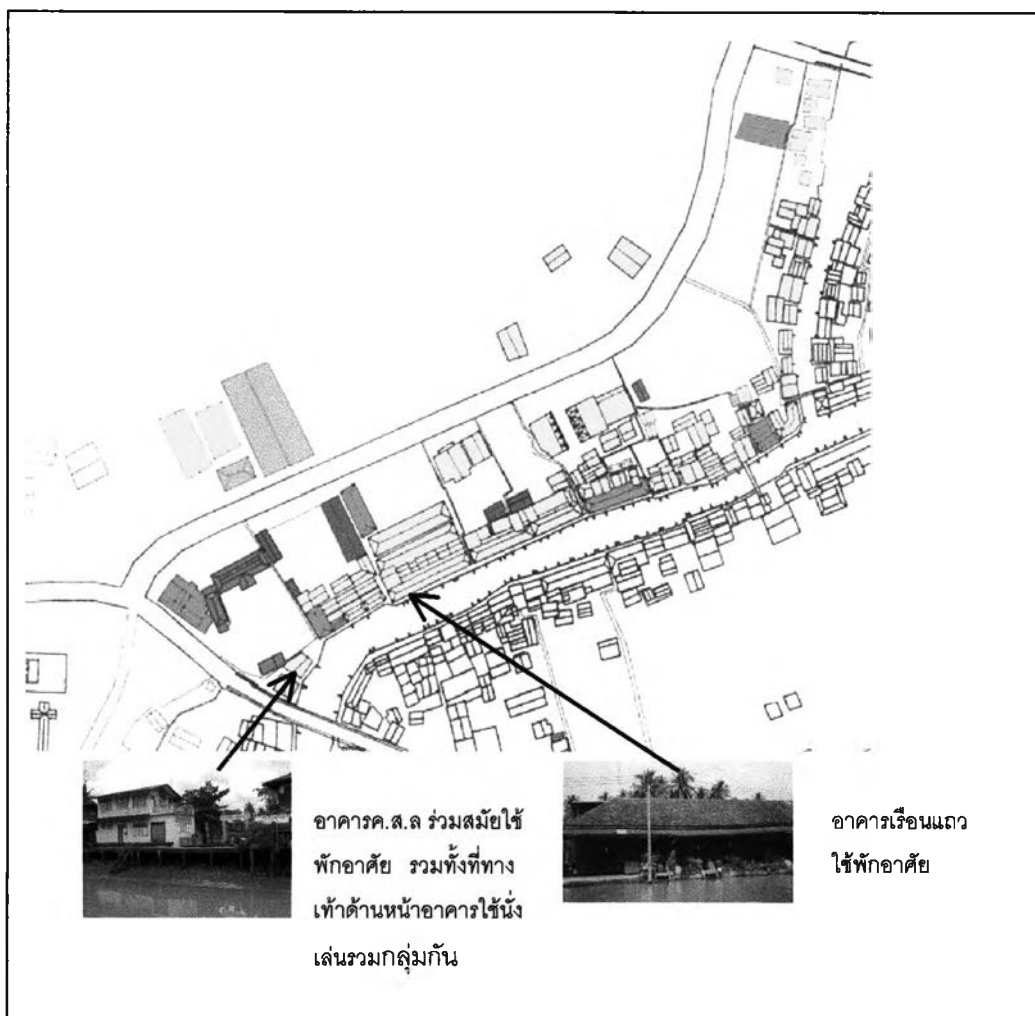 อาคารค.ส.ล ร่วมสมัยใช้
พักอาศัย รวมทั้งที่ทาง
เท้าด้านหน้าอาคารใช้นั่ง
เล่นรวมกลุ่มกัน
อาคารเรือนแถว
ใช้พักอาศัย